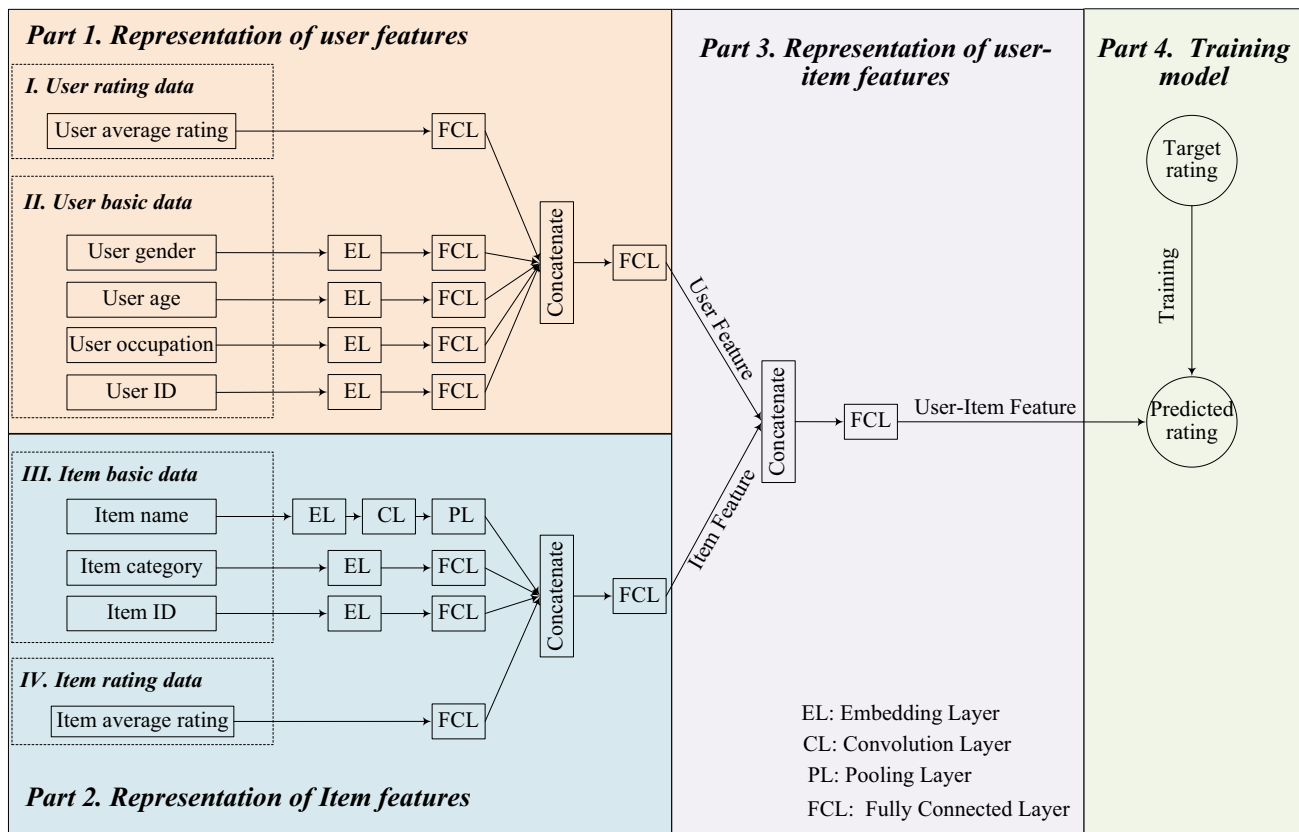 Part 1. Representation of user features
I. User rating data
User average rating
FCL
II. User basic data
User gender
EL
FCL
User age
EL
FCL
User occupation
EL
FCL
User ID
EL
FCL
Concatenate
FCL
III. Item basic data
Item name
EL
CL
PL
Item category
EL
FCL
Item ID
EL
FCL
Concatenate
FCL
IV. Item rating data
Item average rating
FCL
Part 2. Representation of Item features
Part 3. Representation of user-
item features
User Feature
Item Feature
Concatenate
FCL
User-Item Feature
EL: Embedding Layer
CL: Convolution Layer
PL: Pooling Layer
FCL: Fully Connected Layer
Part 4. Training
model
Target
rating
Training
Predicted
rating